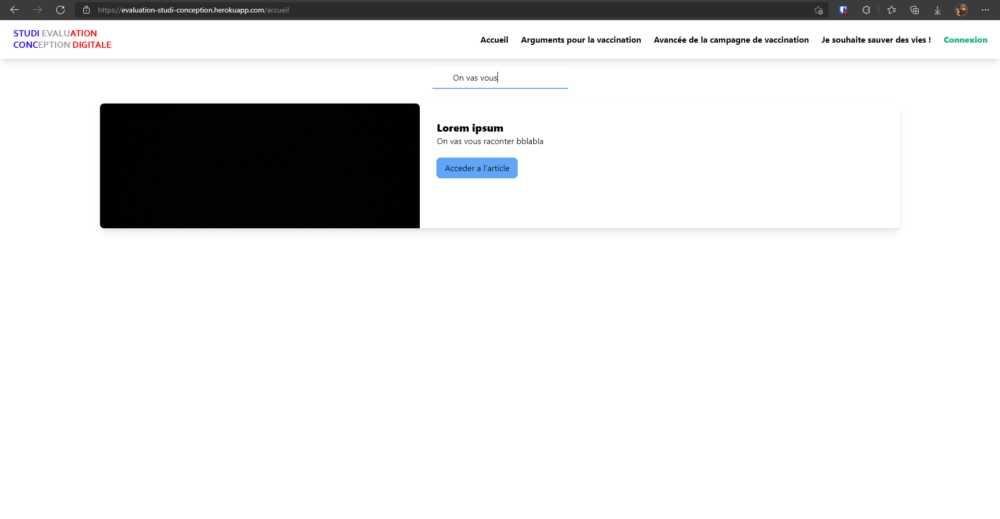 https://evaluation-studi-conception.herokuapp.com/accueil
STUDI EVALUATION
CONCEPTION DIGITALE
Accueil Arguments pour la vaccination Avancée de la campagne de vaccination Je souhaite sauver des vies ! Connexion
On vas vous
Lorem ipsum
On vas vous raconter bblabla
Acceder a l'article